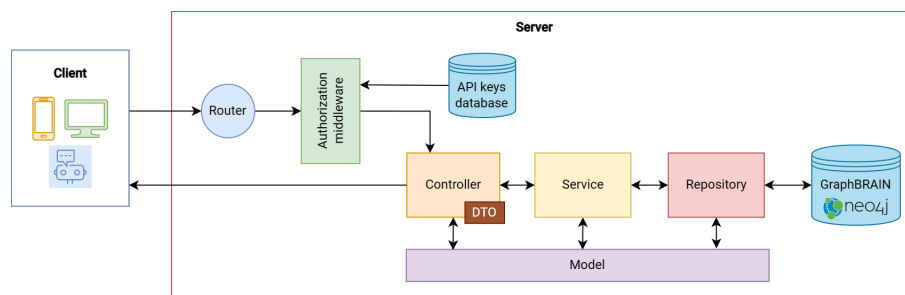 Server
Client
Router
Authorization
middleware
API keys
database
Controller
DTO
Service
Repository
GraphBRAIN
neo4j
Model